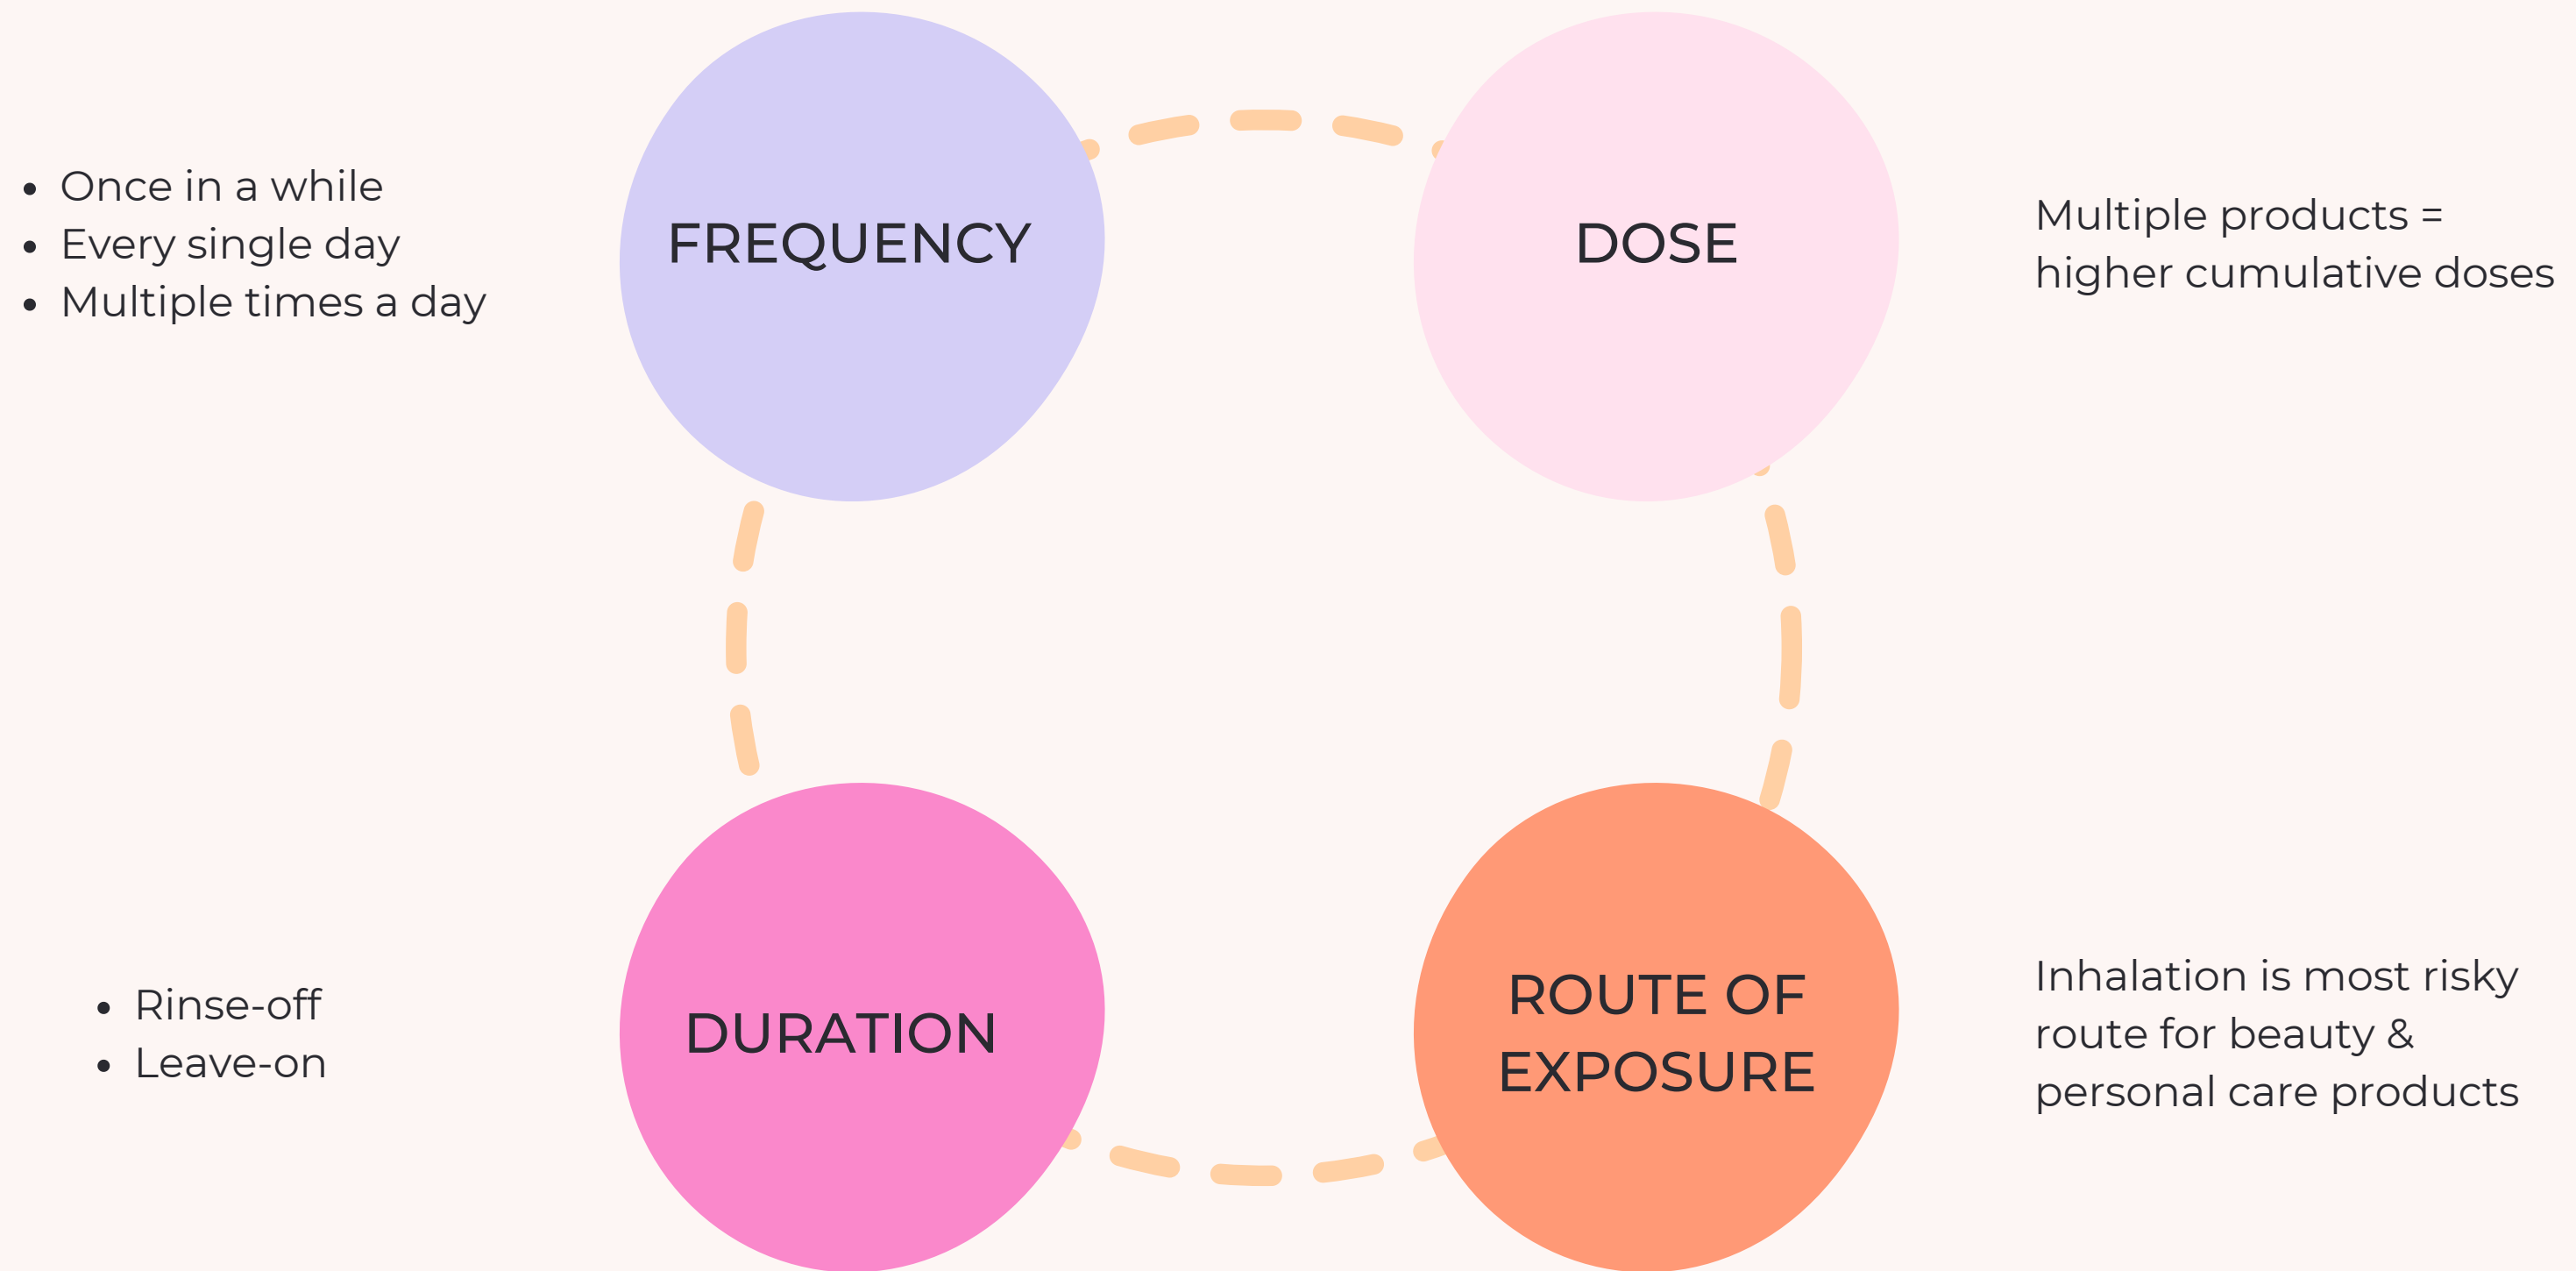 • Once in a while
• Every single day
• Multiple times a day
FREQUENCY
DOSE
Multiple products =
higher cumulative doses
• Rinse-off
• Leave-on
DURATION
ROUTE OF
EXPOSURE
Inhalation is most risky
route for beauty &
personal care products